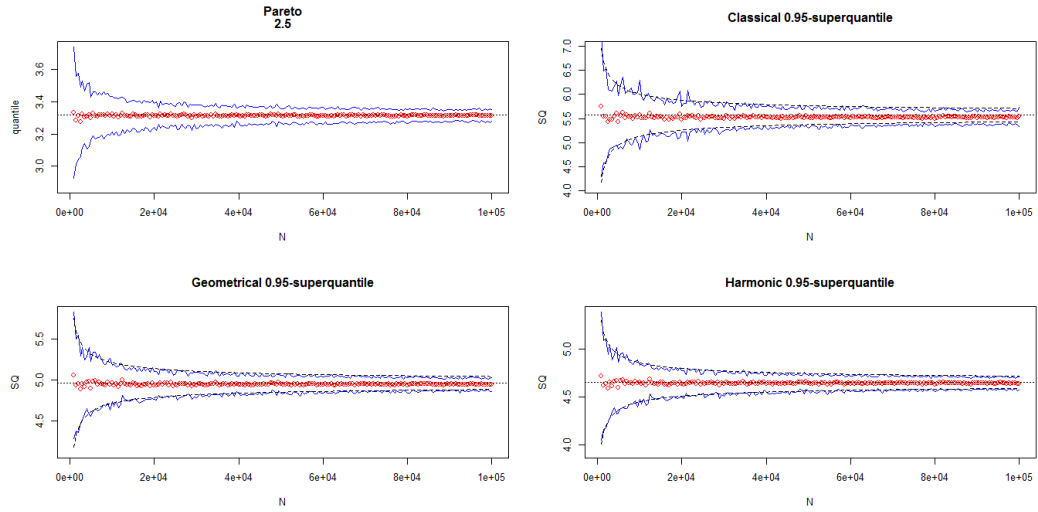 Pareto
2.5
quantile
3.0 3.2 3.4 3.6
0e+00 2e+04 4e+04 6e+04 8e+04 1e+05
N
Classical 0.95-superquantile
SQ
4.0 4.5 5.0 5.5 6.0 6.5 7.0
0e+00 2e+04 4e+04 6e+04 8e+04 1e+05
N
Geometrical 0.95-superquantile
SQ
4.5 5.0 5.5
0e+00 2e+04 4e+04 6e+04 8e+04 1e+05
N
Harmonic 0.95-superquantile
SQ
4.0 4.5 5.0
0e+00 2e+04 4e+04 6e+04 8e+04 1e+05
N